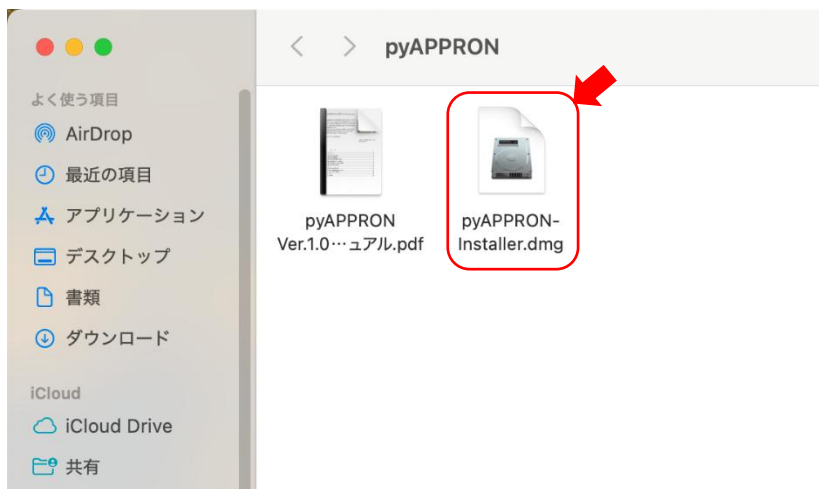 pyAPPRON
よく使う項目
AirDrop
最近の項目
アプリケーション
デスクトップ
書類
ダウンロード
iCloud
iCloud Drive
共有
pyAPPRON
Ver.1.0…ュアル.pdf
pyAPPRON-
Installer.dmg